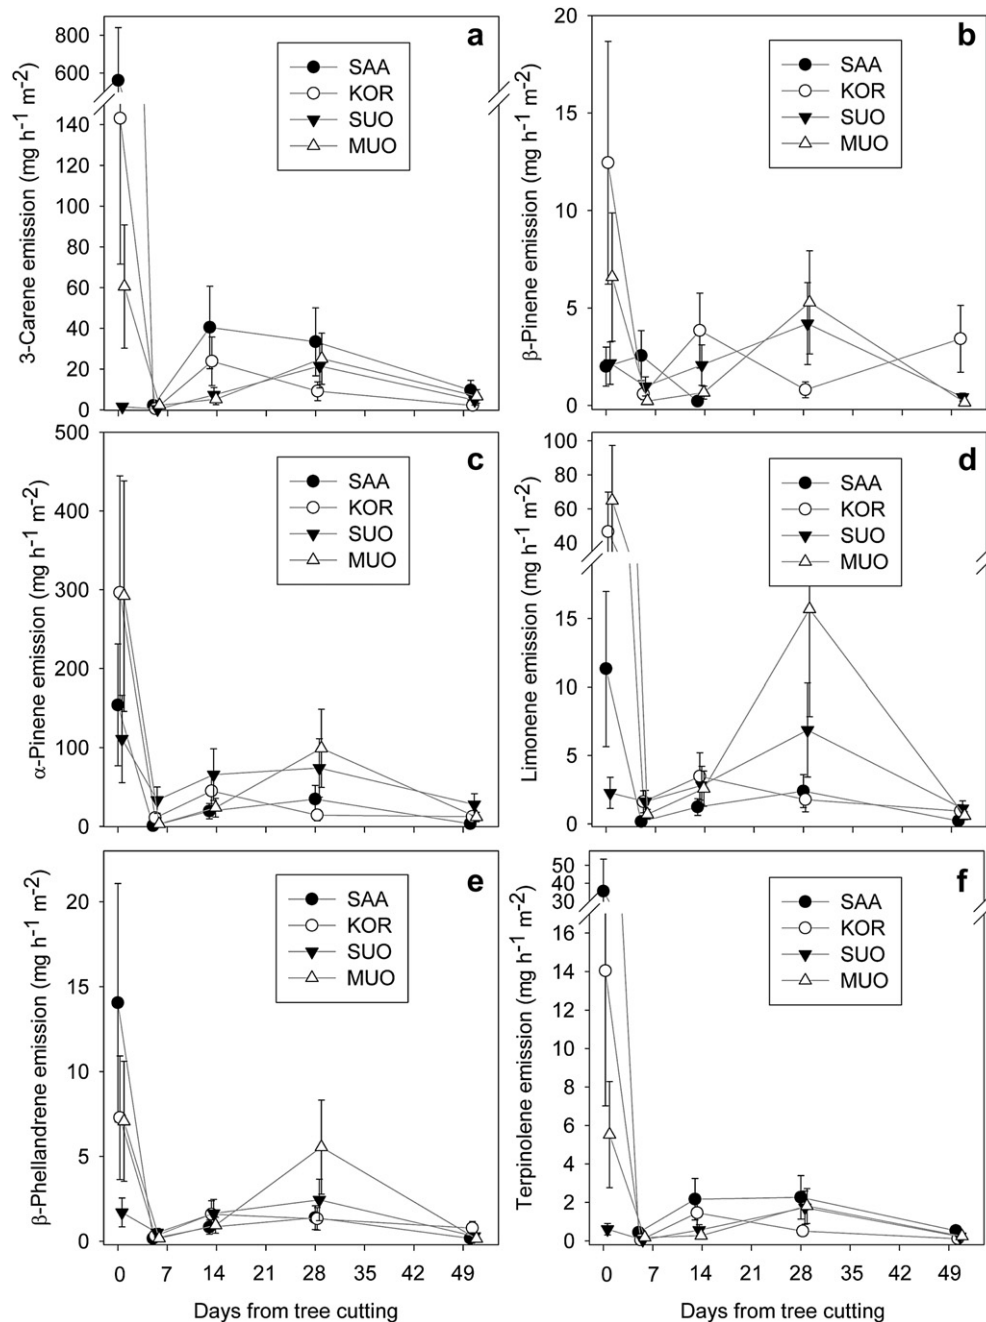 a
3-Carene emission (mg h⁻¹ m⁻²)
800
600
140
120
100
80
60
40
20
0
SAA
KOR
SUO
MUO
b
β-Pinene emission (mg h⁻¹ m⁻²)
20
15
10
5
0
SAA
KOR
SUO
MUO
c
α-Pinene emission (mg h⁻¹ m⁻²)
500
400
300
200
100
0
SAA
KOR
SUO
MUO
d
Limonene emission (mg h⁻¹ m⁻²)
100
80
60
40
15
10
5
0
SAA
KOR
SUO
MUO
e
β-Phellandrene emission (mg h⁻¹ m⁻²)
20
15
10
5
0
SAA
KOR
SUO
MUO
0 7 14 21 28 35 42 49
Days from tree cutting
f
Terpinolene emission (mg h⁻¹ m⁻²)
50
40
30
16
14
12
10
8
6
4
2
0
SAA
KOR
SUO
MUO
0 7 14 21 28 35 42 49
Days from tree cutting